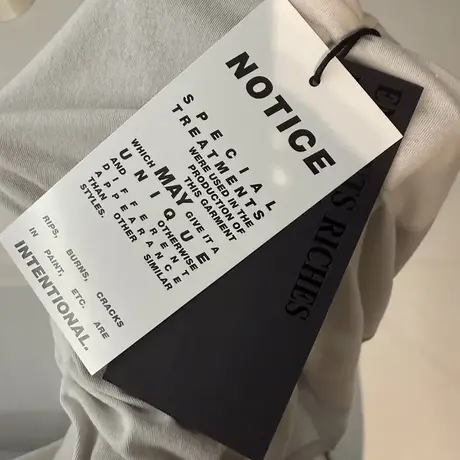 NOTICE
SPECIAL
TREATMENTS
WERE USED IN THE
PRODUCTION OF
THIS GARMENT
WHICH MAY GIVE IT A
UNIQUE
AND OTHERWISE
DIFFERENT
APPEARANCE
THAN OTHER SIMILAR
STYLES.
RIPS, BURNS, CRACKS
IN PAINT, ETC. ARE
INTENTIONAL.
RICHES